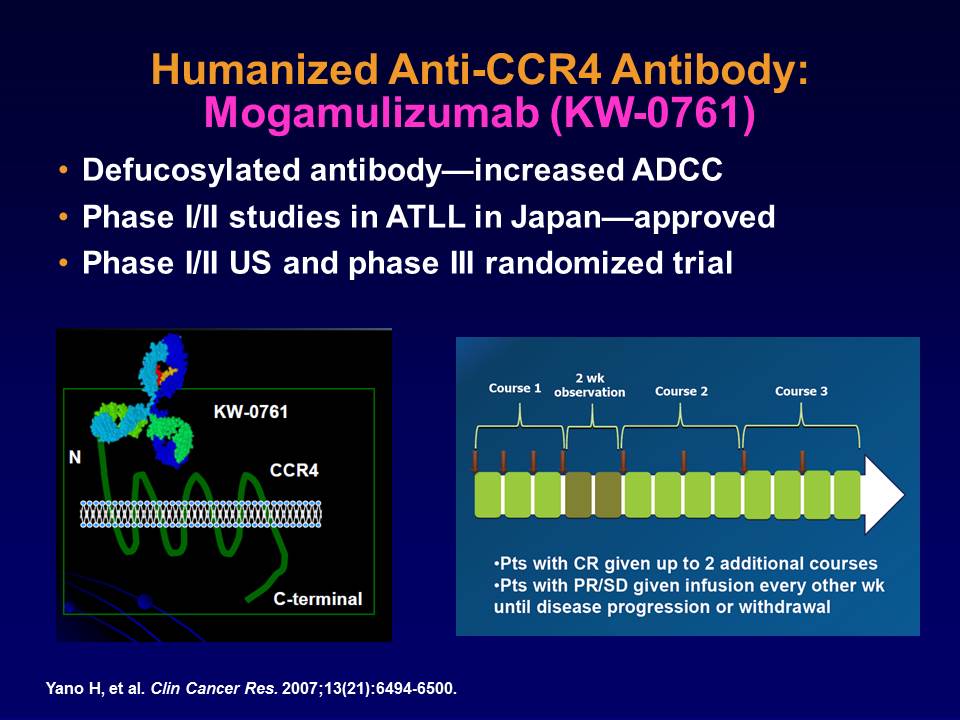 Humanized Anti-CCR4 Antibody:
Mogamulizumab (KW-0761)
• Defucosylated antibody—increased ADCC
• Phase I/II studies in ATLL in Japan—approved
• Phase I/II US and phase III randomized trial
KW-0761
N
CCR4
C-terminal
Course 1
2 wk
observation
Course 2
Course 3
•Pts with CR given up to 2 additional courses
•Pts with PR/SD given infusion every other wk
until disease progression or withdrawal
Yano H, et al. Clin Cancer Res. 2007;13(21):6494-6500.